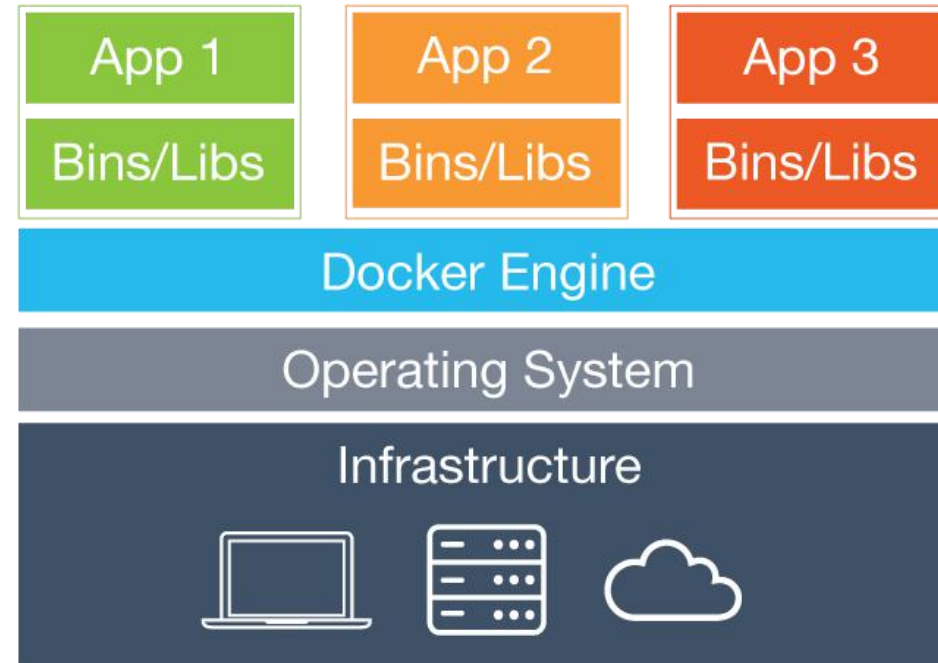 App 1
App 2
App 3
Bins/Libs
Bins/Libs
Bins/Libs
Docker Engine
Operating System
Infrastructure